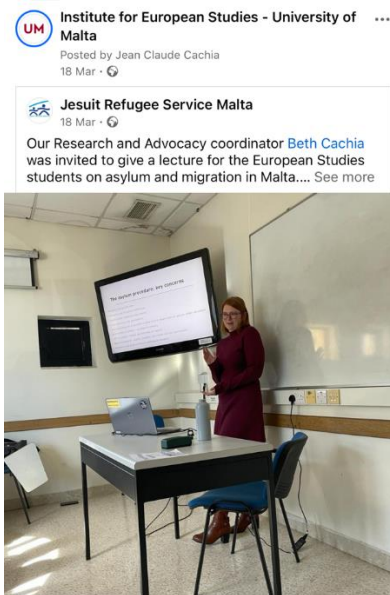 UM
Institute for European Studies - University of
Malta
Posted by Jean Claude Cachia
18 Mar ·
Jesuit Refugee Service Malta
18 Mar ·
Our Research and Advocacy coordinator Beth Cachia
was invited to give a lecture for the European Studies
students on asylum and migration in Malta.... See more
The asylum procedure: key concerns